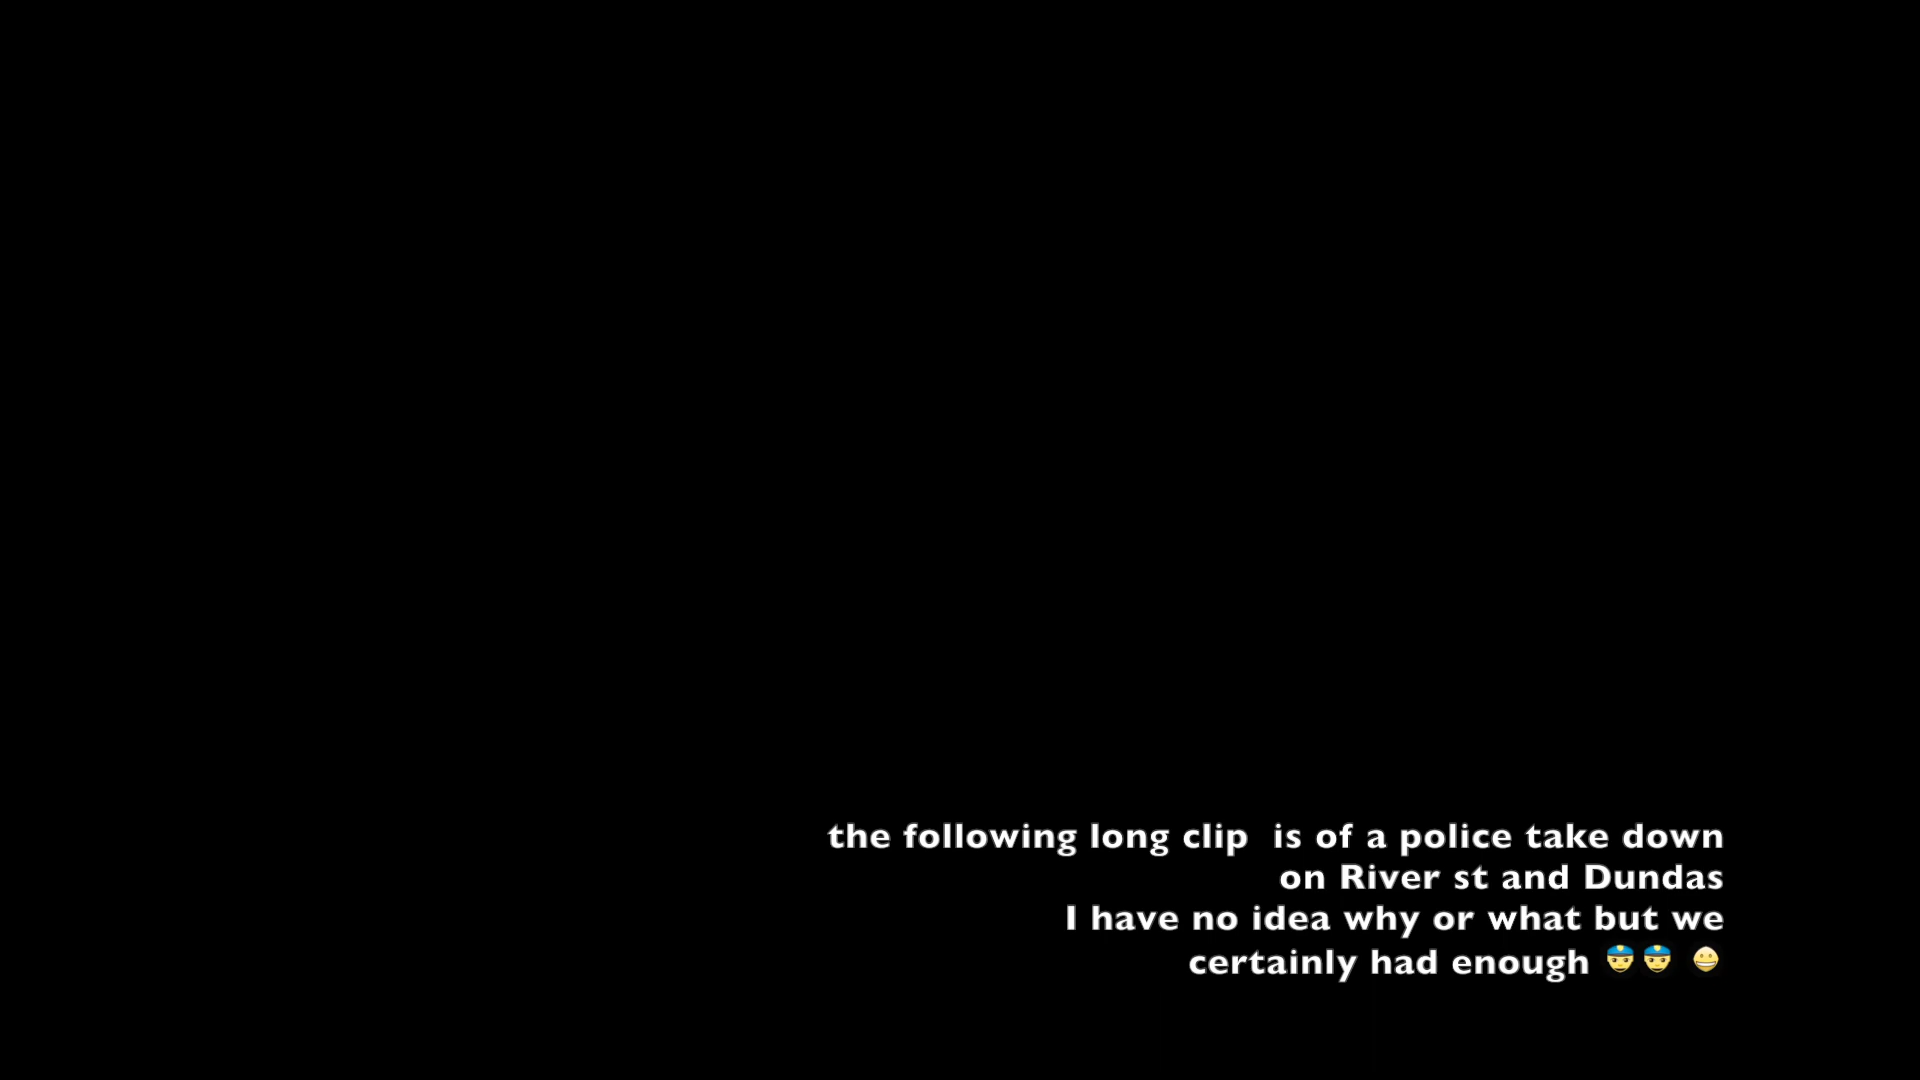 the following long clip  is of a police take down
on River st and Dundas
I have no idea why or what but we
certainly had enough 👮👮 😀